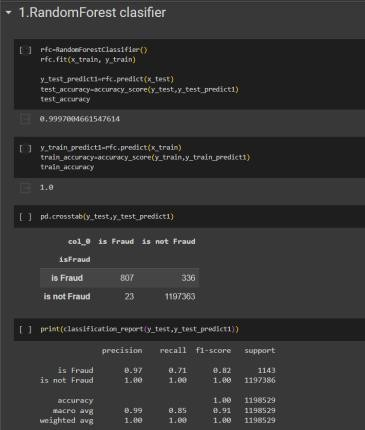 1.RandomForest clasifier
[ ] rfc=RandomForestClassifier()
rfc.fit(x_train, y_train)
y_test_predict1=rfc.predict(x_test)
test_accuracy=accuracy_score(y_test,y_test_predict1)
test_accuracy
0.9997004661547614
[ ] y_train_predict1=rfc.predict(x_train)
train_accuracy=accuracy_score(y_train,y_train_predict1)
train_accuracy
1.0
[ ] pd.crosstab(y_test,y_test_predict1)
col_0 is Fraud is not Fraud
isFraud
is Fraud 807 336
is not Fraud 23 1197363
[ ] print(classification_report(y_test,y_test_predict1))
precision recall f1-score support
is Fraud 0.97 0.71 0.82 1143
is not Fraud 1.00 1.00 1.00 1197386
accuracy 1.00 1198529
macro avg 0.99 0.85 0.91 1198529
weighted avg 1.00 1.00 1.00 1198529